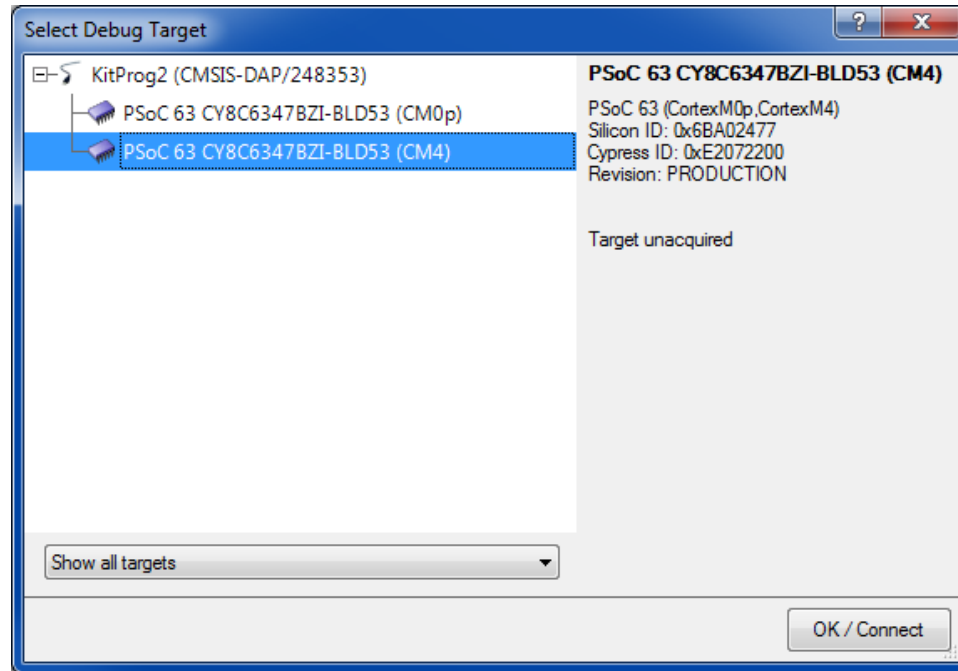 Select Debug Target
?
X
KitProg2 (CMSIS-DAP/248353)
PSoC 63 CY8C6347BZI-BLD53 (CM0p)
PSoC 63 CY8C6347BZI-BLD53 (CM4)
PSoC 63 CY8C6347BZI-BLD53 (CM4)
PSoC 63 (CortexM0p,CortexM4)
Silicon ID: 0x6BA02477
Cypress ID: 0xE2072200
Revision: PRODUCTION
Target unacquired
Show all targets
OK / Connect